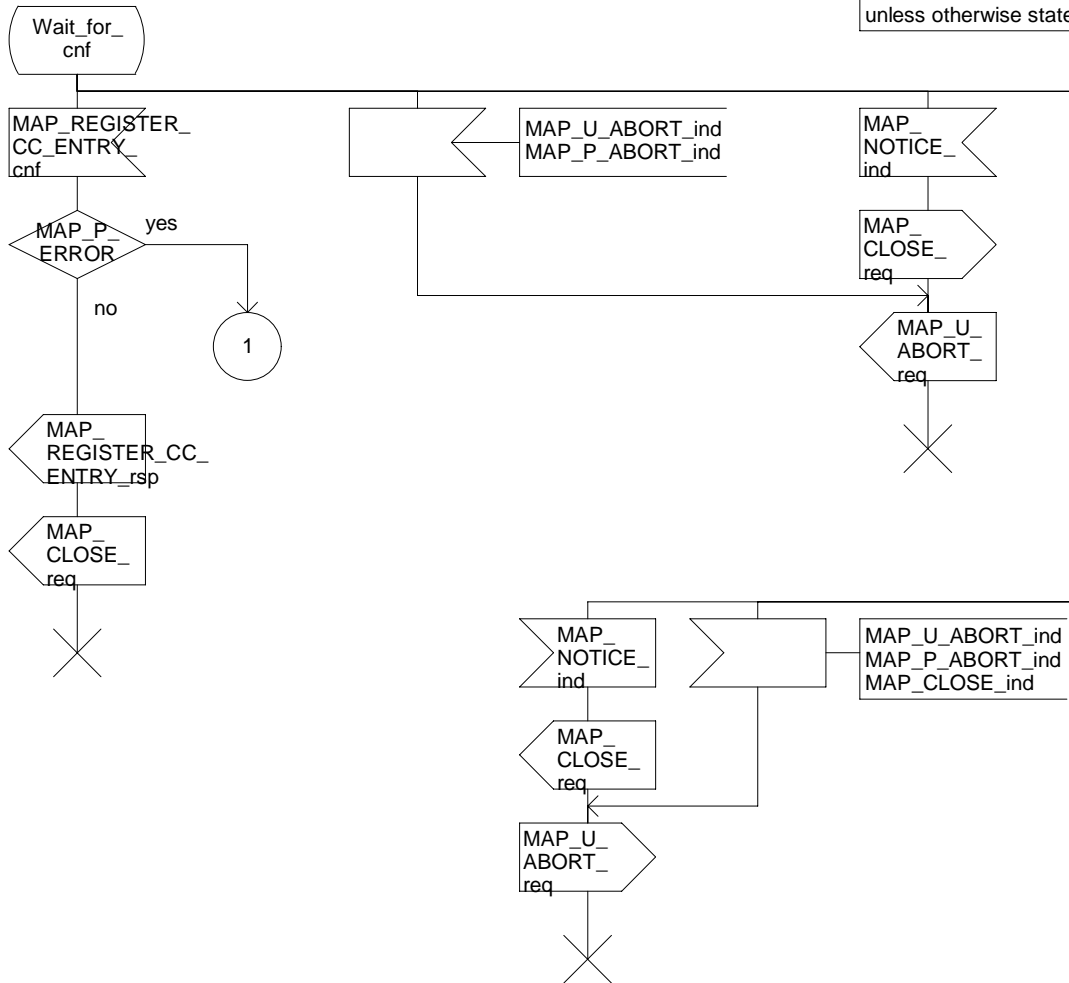 unless otherwise state
Wait_for_
cnf
MAP_REGISTER_
CC_ENTRY_
cnf
MAP_U_ABORT_ind
MAP_P_ABORT_ind
MAP_
NOTICE_
ind
MAP_P_
ERROR
yes
no
1
MAP_
CLOSE_
req
MAP_U_
ABORT_
req
MAP_
REGISTER_CC_
ENTRY_rsp
MAP_
CLOSE_
req
MAP_
NOTICE_
ind
MAP_U_ABORT_ind
MAP_P_ABORT_ind
MAP_CLOSE_ind
MAP_
CLOSE_
req
MAP_U_
ABORT_
req